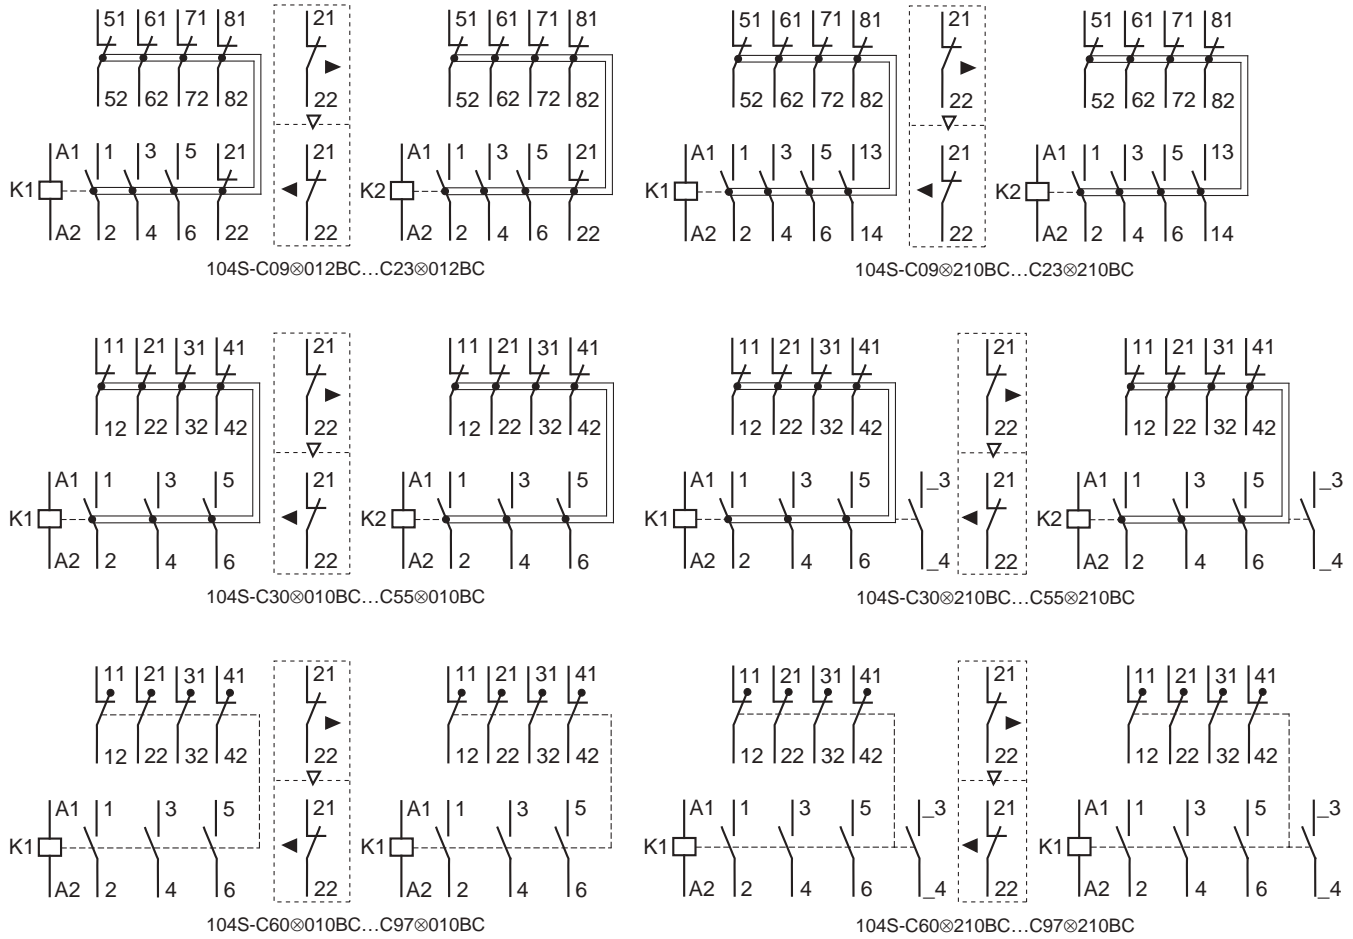 51 61 71 81 21 51 61 71 81 51 61 71 81 21 51 61 71 81
52 62 72 82 22 52 62 72 82 52 62 72 82 22 52 62 72 82
A1 1 3 5 21 21 A1 1 3 5 21 A1 1 3 5 13 21 A1 1 3 5 13
K1 K2 K1 K2
A2 2 4 6 22 22 A2 2 4 6 22 A2 2 4 6 14 22 A2 2 4 6 14
104S-C09⊗012BC...C23⊗012BC 104S-C09⊗210BC...C23⊗210BC
11 21 31 41 21 11 21 31 41 11 21 31 41 21 11 21 31 41
12 22 32 42 22 12 22 32 42 12 22 32 42 22 12 22 32 42
A1 1 3 5 21 A1 1 3 5 A1 1 3 5 _3 21 A1 1 3 5 _3
K1 K2 K1 K2
A2 2 4 6 22 A2 2 4 6 A2 2 4 6 _4 22 A2 2 4 6 _4
104S-C30⊗010BC...C55⊗010BC 104S-C30⊗210BC...C55⊗210BC
11 21 31 41 21 11 21 31 41 11 21 31 41 21 11 21 31 41
12 22 32 42 22 12 22 32 42 12 22 32 42 22 12 22 32 42
A1 1 3 5 21 A1 1 3 5 A1 1 3 5 _3 21 A1 1 3 5 _3
K1 K1 K1 K1
A2 2 4 6 22 A2 2 4 6 A2 2 4 6 _4 22 A2 2 4 6 _4
104S-C60⊗010BC...C97⊗010BC 104S-C60⊗210BC...C97⊗210BC